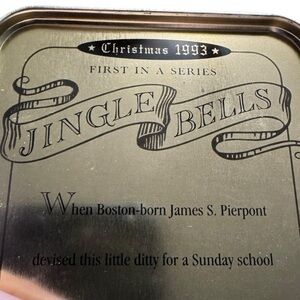 ★ Christmas 1993 ★
FIRST IN A SERIES
JINGLE BELLS
When Boston-born James S. Pierpont
devised this little ditty for a Sunday school